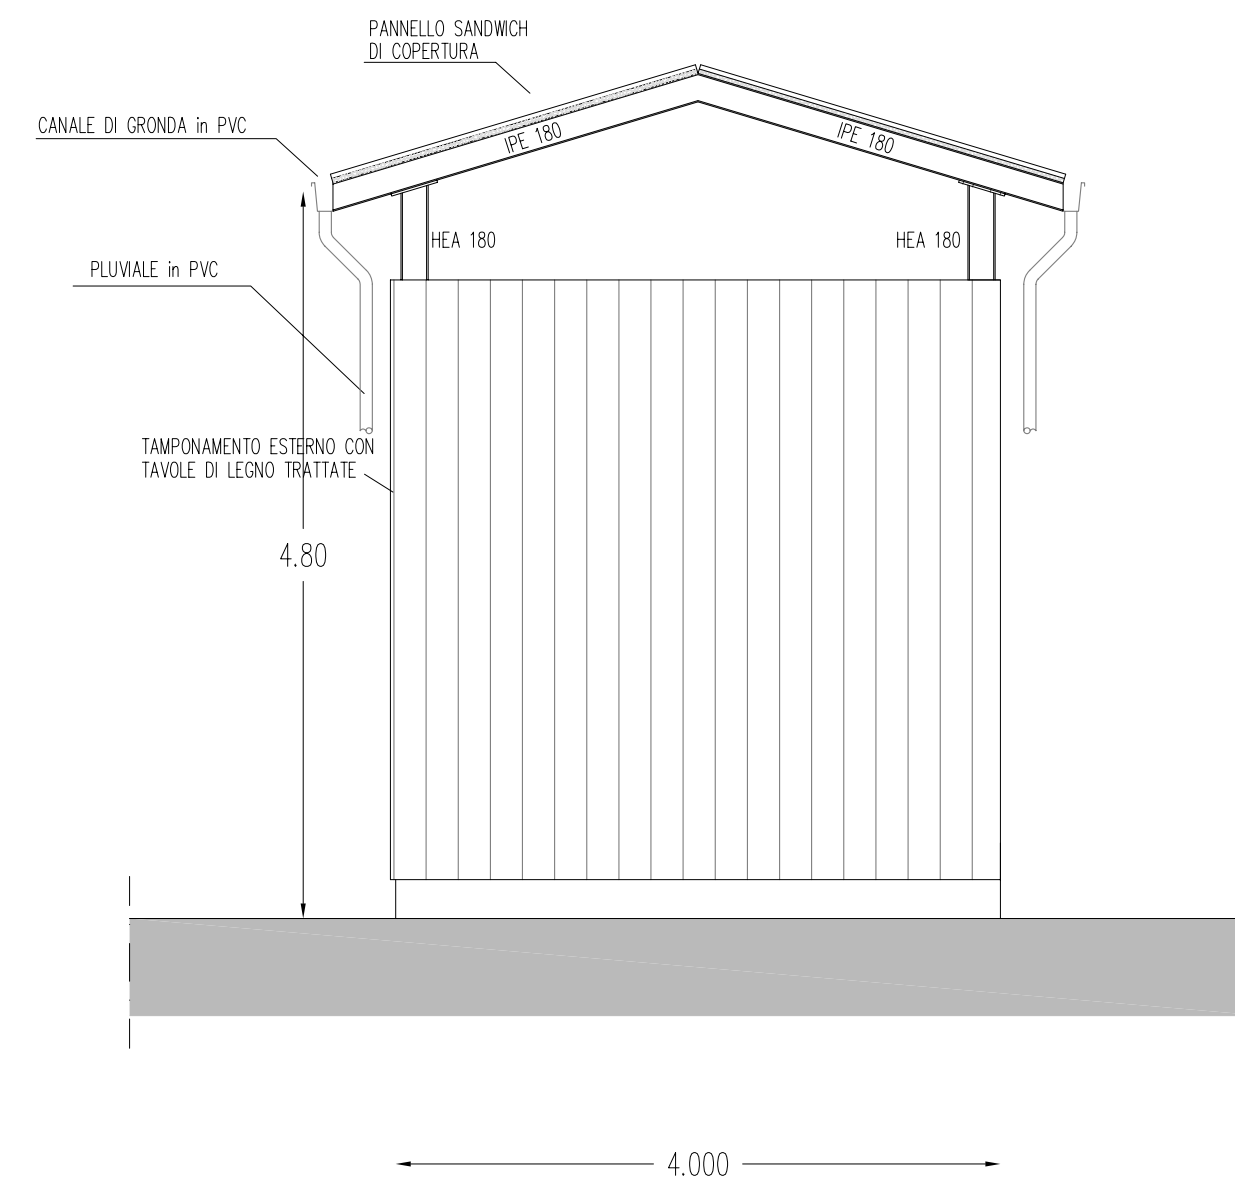 PANNELLO SANDWICH
DI COPERTURA
CANALE DI GRONDA in PVC
IPE 180
IPE 180
HEA 180
HEA 180
PLUVIALE in PVC
TAMPONAMENTO ESTERNO CON
TAVOLE DI LEGNO TRATTATE
4.80
4.000